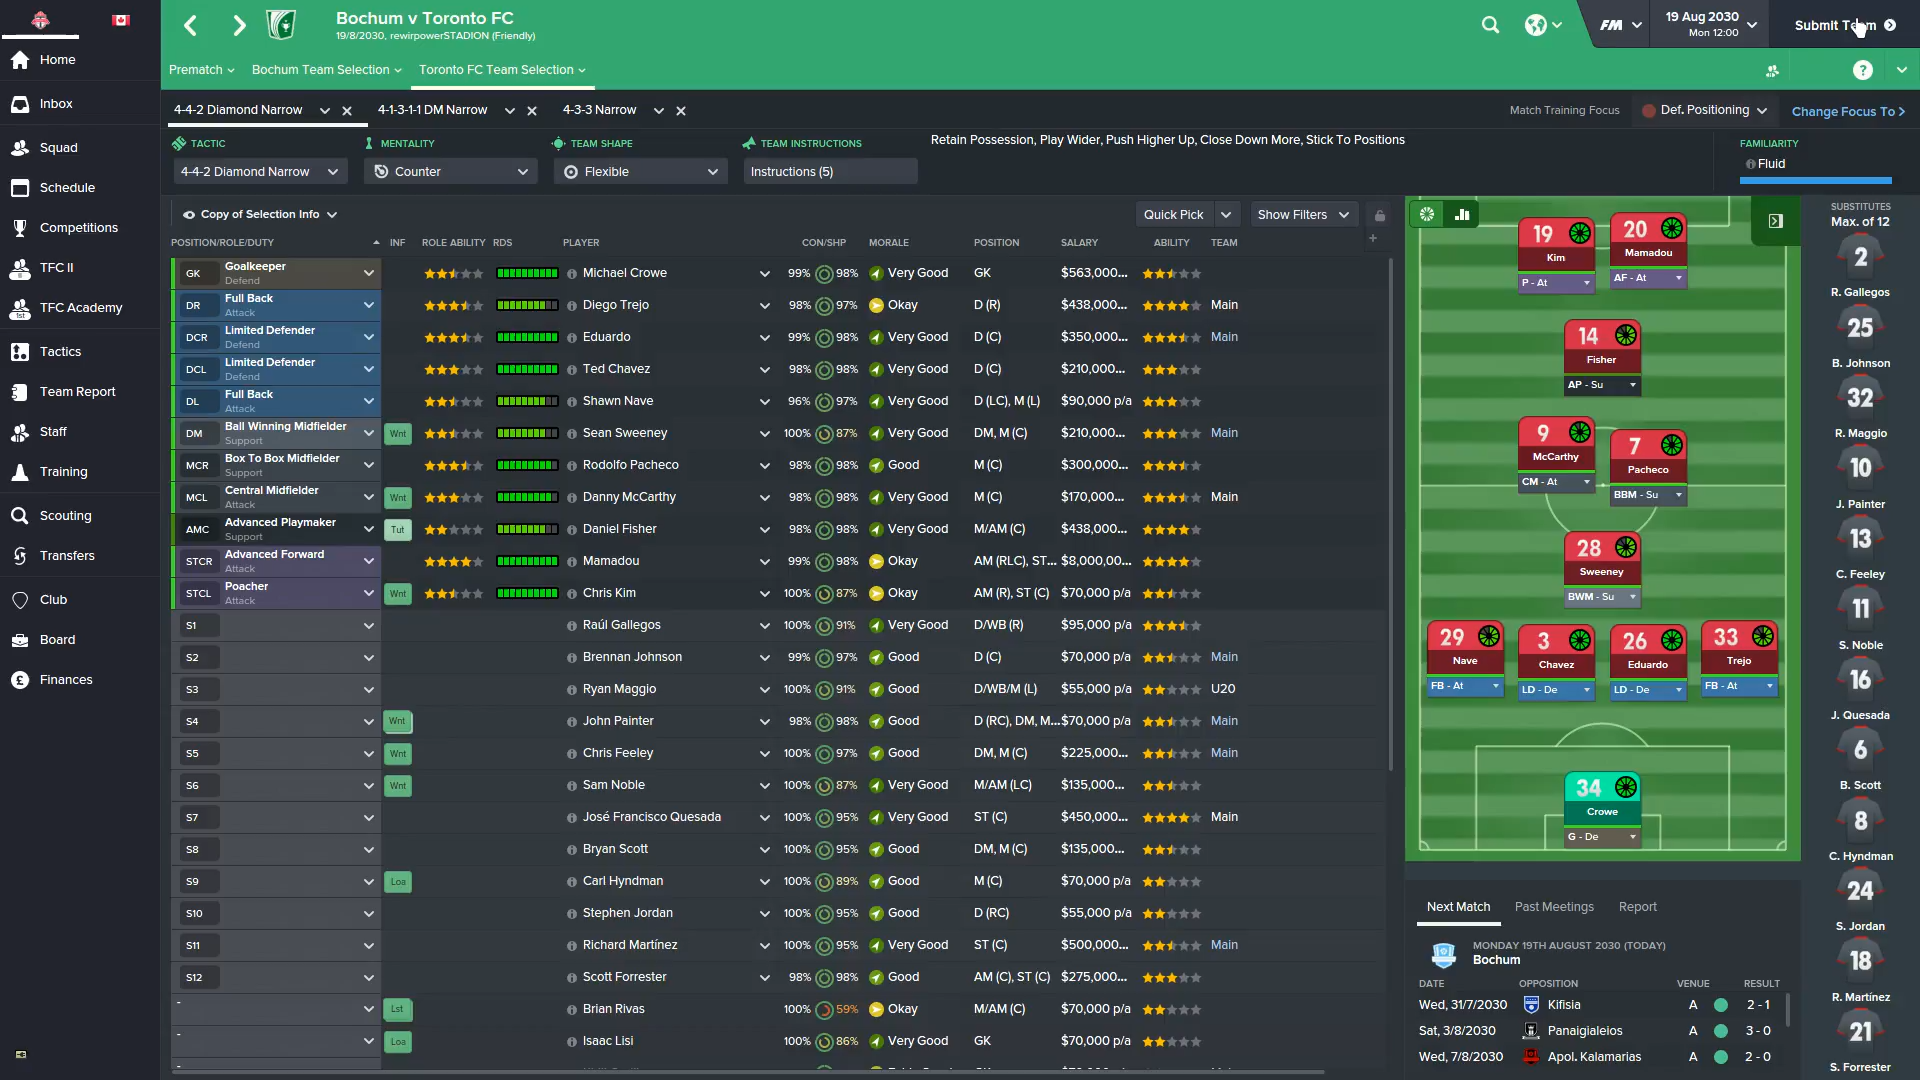 Bochum v Toronto FC
19/8/2030, rewirpowerSTADION (Friendly)
FM
19 Aug 2030
Mon 12:00
Submit Team
Prematch
Bochum Team Selection
Toronto FC Team Selection
?
Home
Inbox
Squad
Schedule
Competitions
TFC II
TFC Academy
Tactics
Team Report
Staff
Training
Scouting
Transfers
Club
Board
Finances
4-4-2 Diamond Narrow
4-1-3-1-1 DM Narrow
4-3-3 Narrow
Match Training Focus
Def. Positioning
Change Focus To >
TACTIC
MENTALITY
TEAM SHAPE
TEAM INSTRUCTIONS
Retain Possession, Play Wider, Push Higher Up, Close Down More, Stick To Positions
FAMILIARITY
Fluid
4-4-2 Diamond Narrow
Counter
Flexible
Instructions (5)
Copy of Selection Info
Quick Pick
Show Filters
POSITION/ROLE/DUTY INF ROLE ABILITY RDS PLAYER CON/SHP MORALE POSITION SALARY ABILITY TEAM
GK Goalkeeper Defend Michael Crowe 99% 98% Very Good GK $563,000...
DR Full Back Attack Diego Trejo 98% 97% Okay D (R) $438,000... Main
DCR Limited Defender Defend Eduardo 99% 98% Very Good D (C) $350,000... Main
DCL Limited Defender Defend Ted Chavez 98% 98% Very Good D (C) $210,000...
DL Full Back Attack Shawn Nave 96% 97% Very Good D (LC), M (L) $90,000 p/a
DM Ball Winning Midfielder Support Wnt Sean Sweeney 100% 87% Very Good DM, M (C) $210,000... Main
MCR Box To Box Midfielder Support Rodolfo Pacheco 98% 98% Good M (C) $300,000...
MCL Central Midfielder Attack Wnt Danny McCarthy 98% 98% Very Good M (C) $170,000... Main
AMC Advanced Playmaker Support Tut Daniel Fisher 98% 98% Very Good M/AM (C) $438,000...
STCR Advanced Forward Attack Mamadou 99% 98% Okay AM (RLC), ST... $8,000,00...
STCL Poacher Attack Wnt Chris Kim 100% 87% Okay AM (R), ST (C) $70,000 p/a
S1 Raúl Gallegos 100% 91% Very Good D/WB (R) $95,000 p/a
S2 Brennan Johnson 99% 97% Good D (C) $70,000 p/a Main
S3 Ryan Maggio 100% 91% Good D/WB/M (L) $55,000 p/a U20
S4 Wnt John Painter 98% 98% Good D (RC), DM, M... $70,000 p/a Main
S5 Wnt Chris Feeley 100% 97% Good DM, M (C) $225,000... Main
S6 Wnt Sam Noble 100% 87% Very Good M/AM (LC) $135,000...
S7 José Francisco Quesada 100% 95% Very Good ST (C) $450,000... Main
S8 Bryan Scott 100% 95% Good DM, M (C) $135,000...
S9 Loa Carl Hyndman 100% 89% Good M (C) $70,000 p/a
S10 Stephen Jordan 100% 95% Good D (RC) $55,000 p/a
S11 Richard Martínez 100% 95% Very Good ST (C) $500,000... Main
S12 Scott Forrester 98% 98% Good AM (C), ST (C) $275,000...
- Lst Brian Rivas 100% 59% Okay M/AM (C) $70,000 p/a
- Loa Isaac Lisi 100% 86% Very Good GK $70,000 p/a
-
19 Kim P - At
20 Mamadou AF - At
14 Fisher AP - Su
9 McCarthy CM - At
7 Pacheco BBM - Su
28 Sweeney BWM - Su
29 Nave FB - At
3 Chavez LD - De
26 Eduardo LD - De
33 Trejo FB - At
34 Crowe G - De
SUBSTITUTES
Max. of 12
2
R. Gallegos
25
B. Johnson
32
R. Maggio
10
J. Painter
13
C. Feeley
11
S. Noble
16
J. Quesada
6
B. Scott
8
C. Hyndman
24
S. Jordan
18
R. Martínez
21
S. Forrester
Next Match
Past Meetings
Report
MONDAY 19TH AUGUST 2030 (TODAY)
Bochum
DATE OPPOSITION VENUE RESULT
Wed, 31/7/2030 Kifisia A 2 - 1
Sat, 3/8/2030 Panaigialeios A 3 - 0
Wed, 7/8/2030 Apol. Kalamarias A 2 - 0